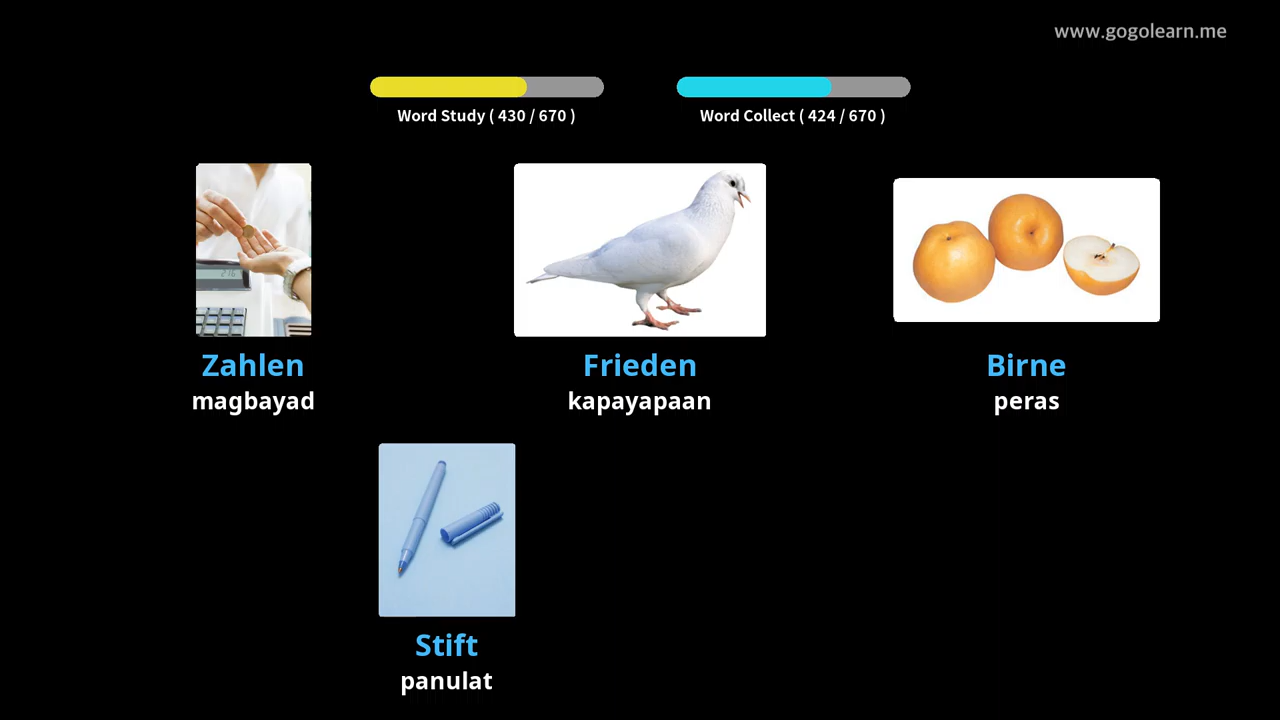 www.gogolearn.me
Word Study ( 430 / 670 )
Word Collect ( 424 / 670 )
Zahlen
magbayad
Frieden
kapayapaan
Birne
peras
Stift
panulat